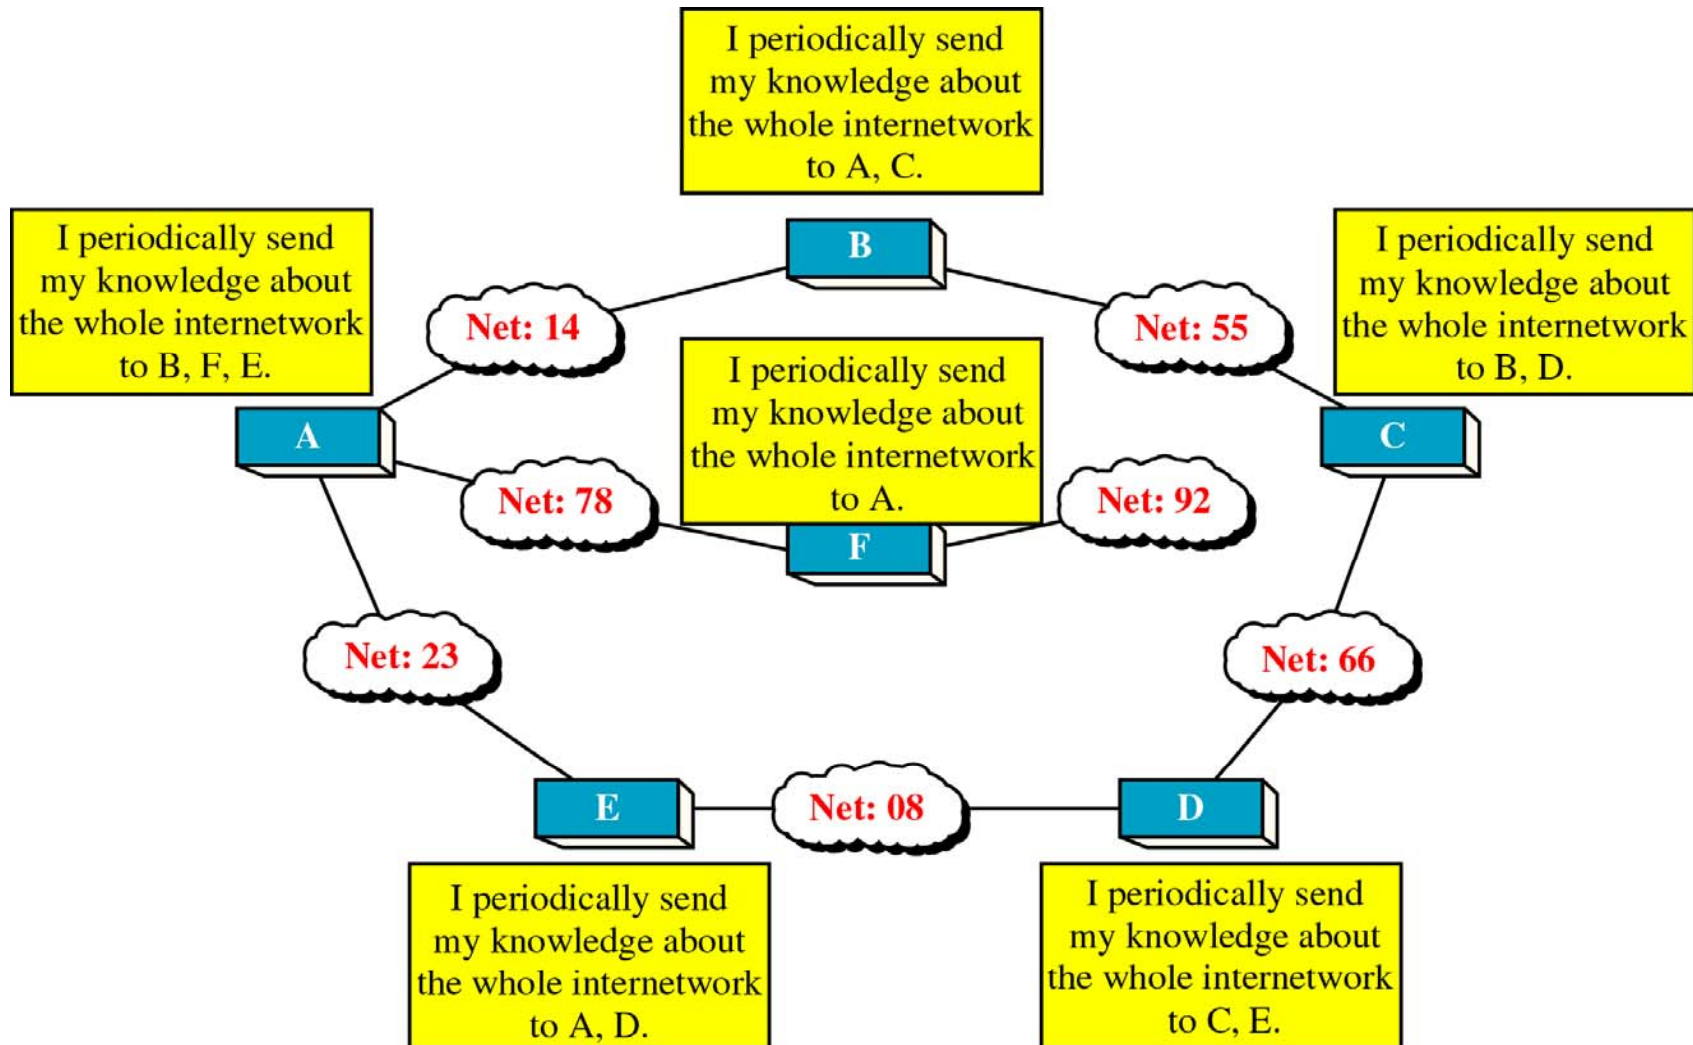 I periodically send
my knowledge about
the whole internetwork
to A, C.
B
I periodically send
my knowledge about
the whole internetwork
to B, F, E.
I periodically send
my knowledge about
the whole internetwork
to B, D.
Net: 14
Net: 55
I periodically send
my knowledge about
the whole internetwork
to A.
A
C
Net: 78
Net: 92
F
Net: 23
Net: 66
E
Net: 08
D
I periodically send
my knowledge about
the whole internetwork
to A, D.
I periodically send
my knowledge about
the whole internetwork
to C, E.